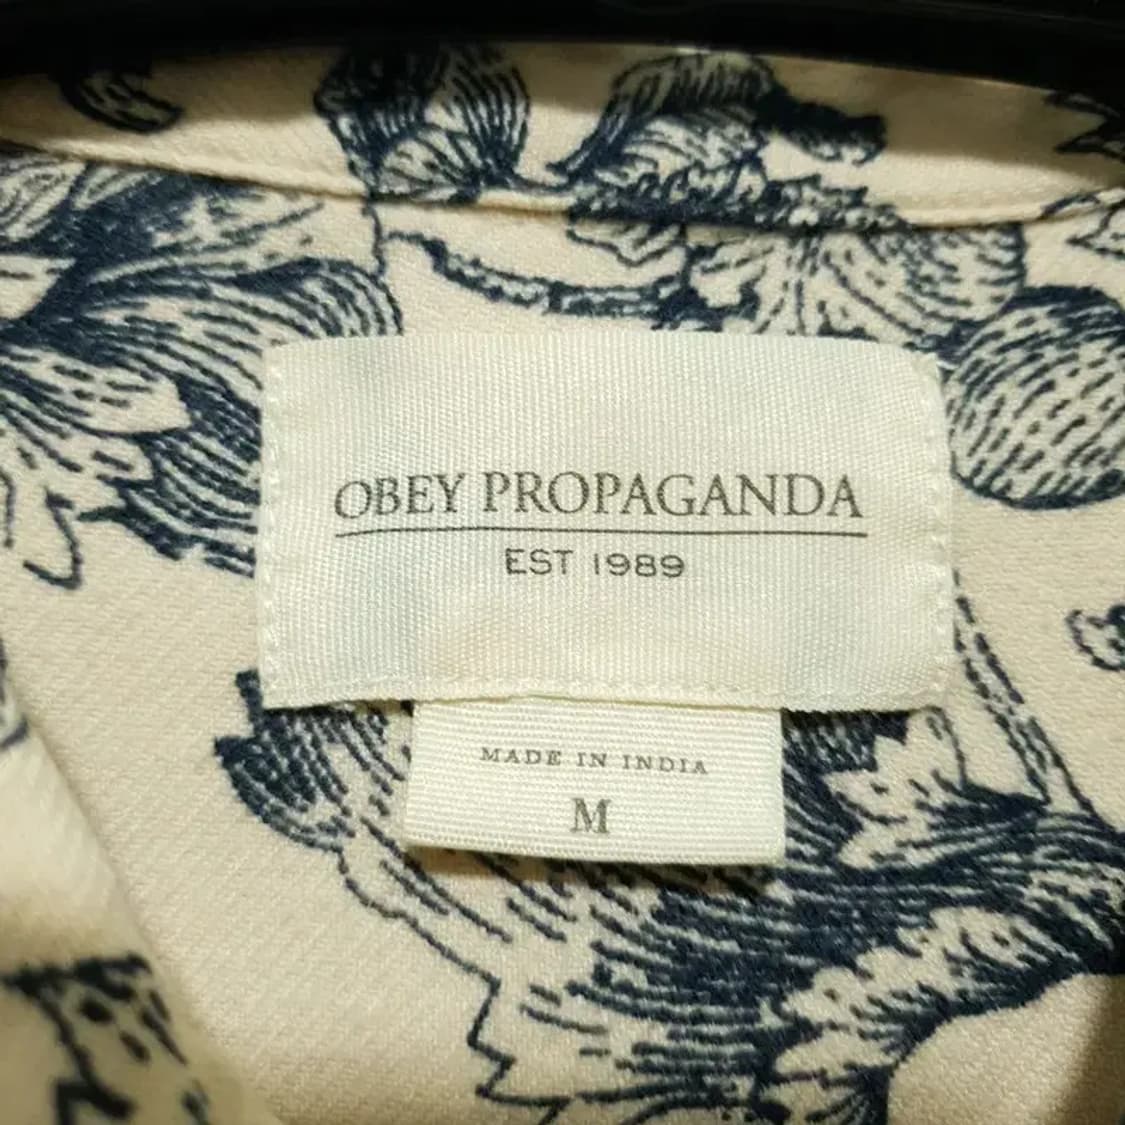 OBEY PROPAGANDA
EST 1989
MADE IN INDIA
M